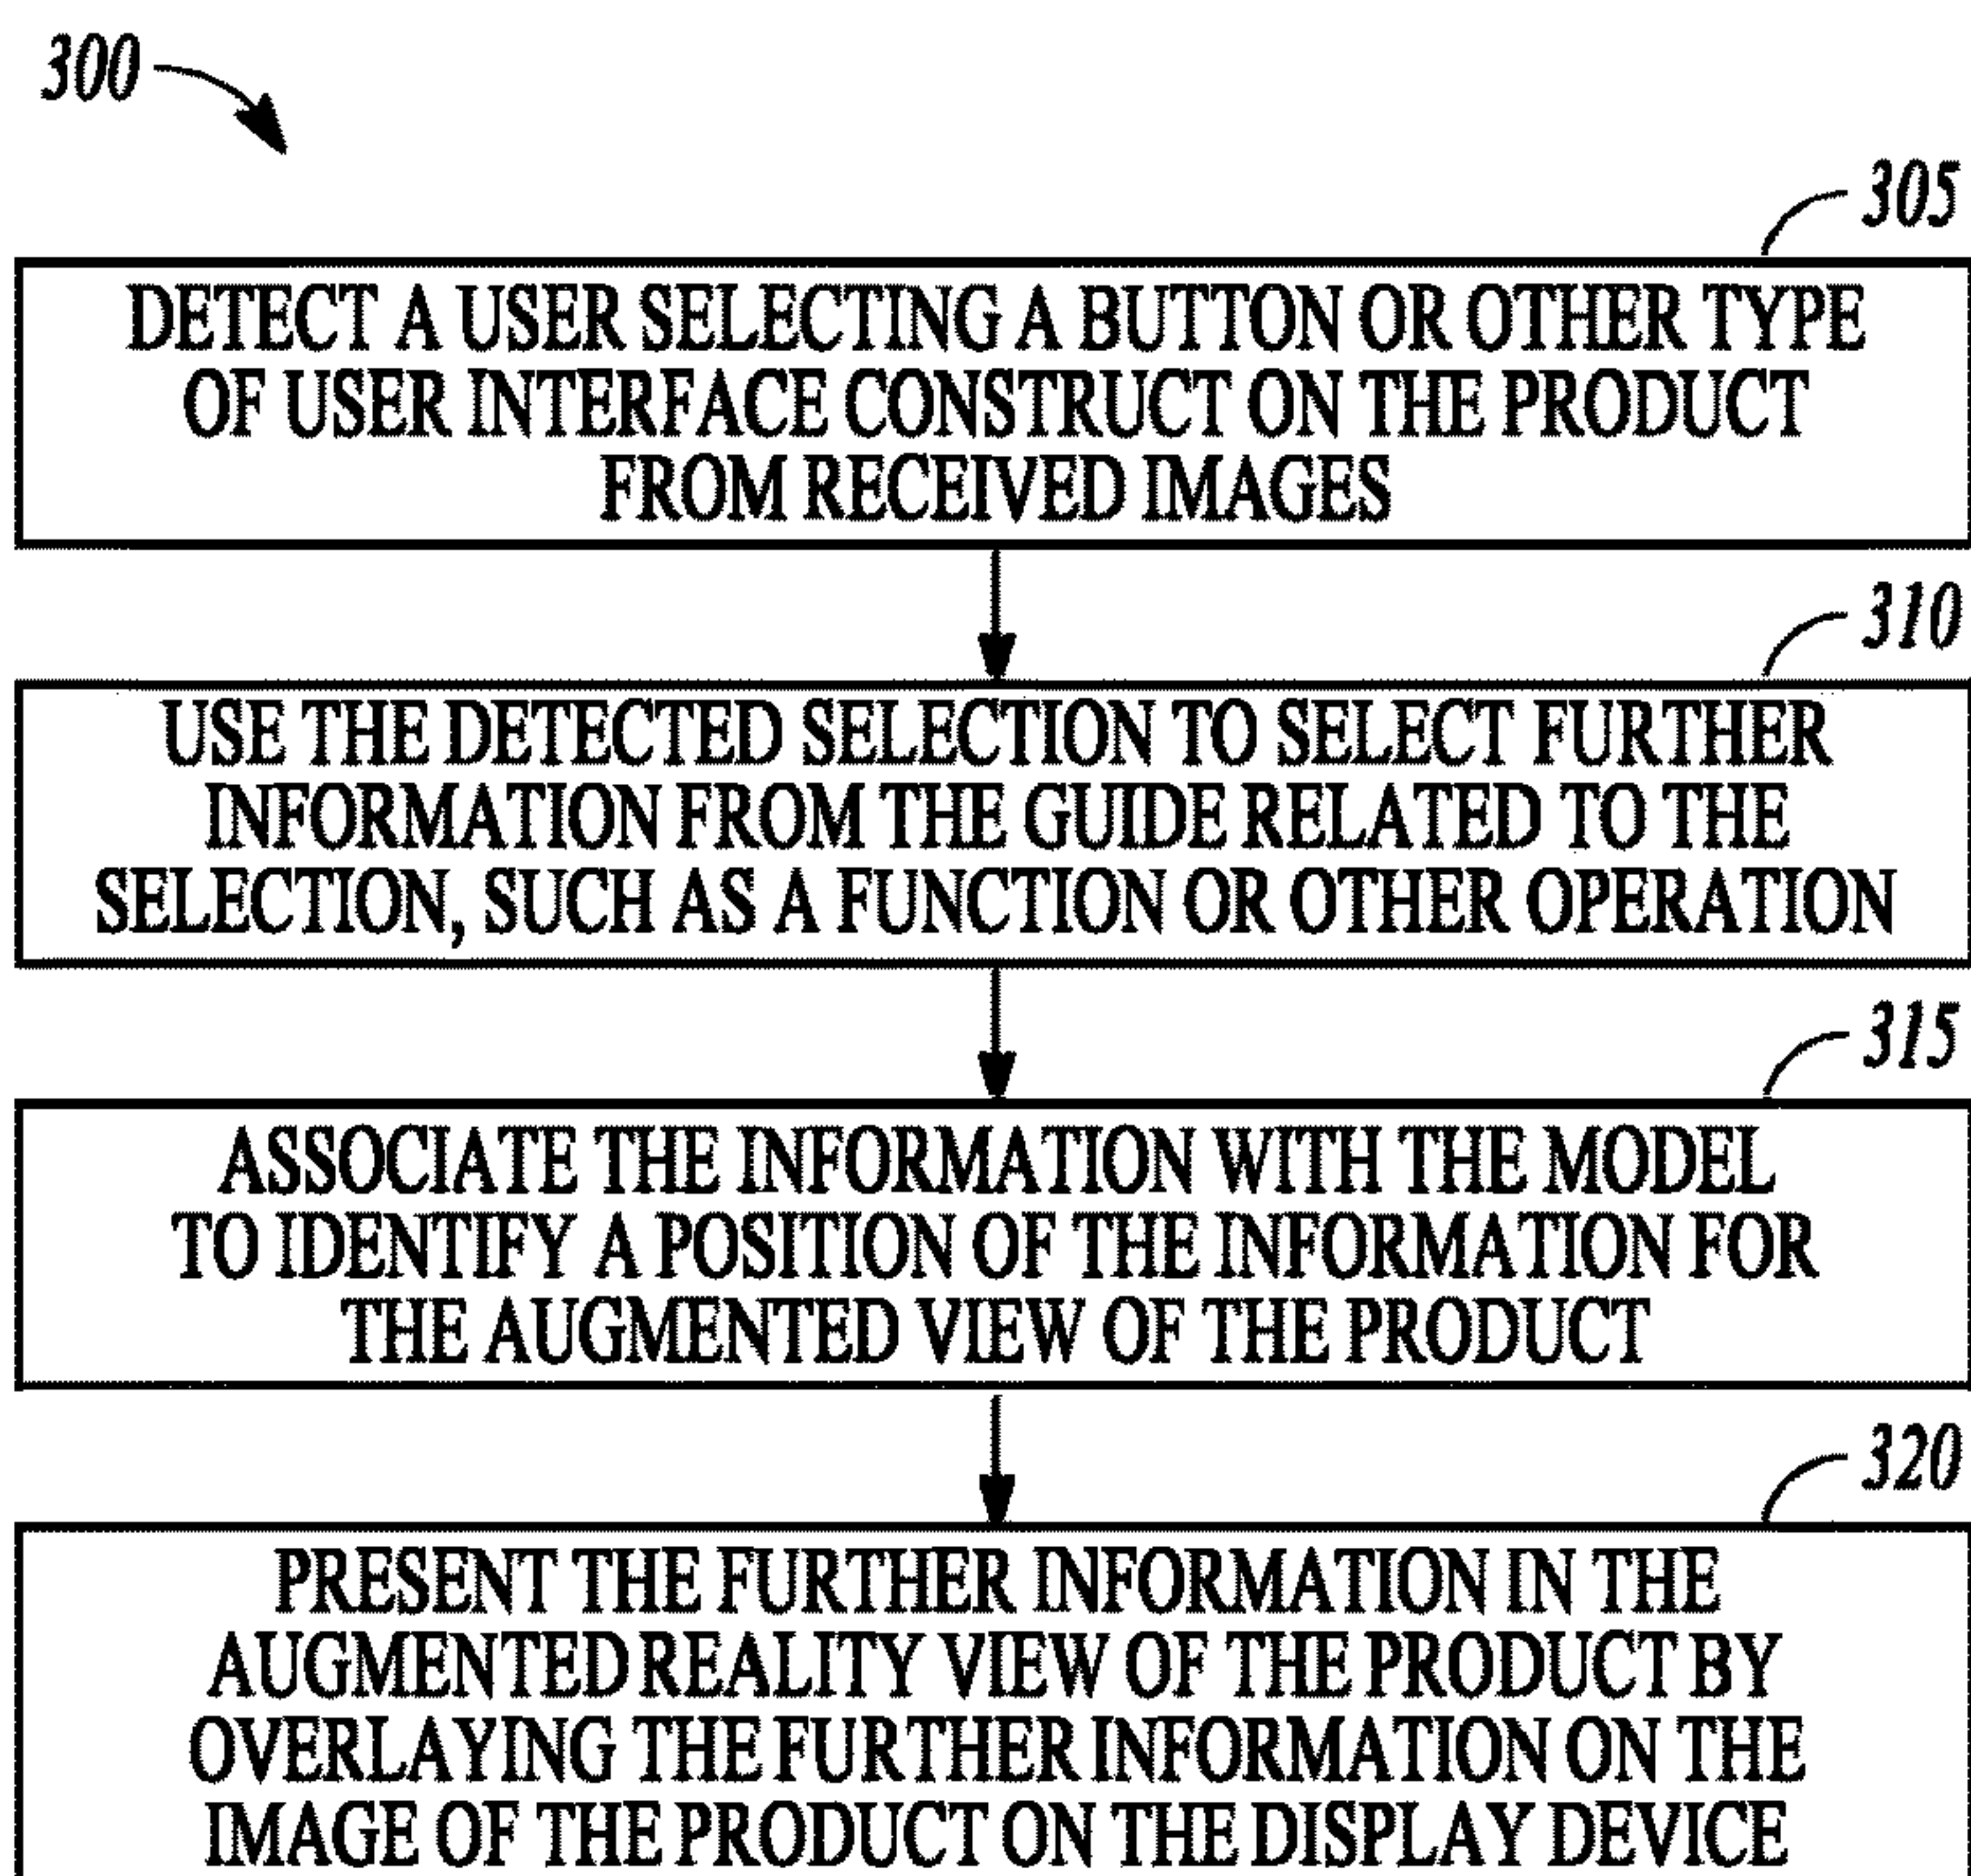 300
305
DETECT A USER SELECTING A BUTTON OR OTHER TYPE
OF USER INTERFACE CONSTRUCT ON THE PRODUCT
FROM RECEIVED IMAGES
310
USE THE DETECTED SELECTION TO SELECT FURTHER
INFORMATION FROM THE GUIDE RELATED TO THE
SELECTION, SUCH AS A FUNCTION OR OTHER OPERATION
315
ASSOCIATE THE INFORMATION WITH THE MODEL
TO IDENTIFY A POSITION OF THE INFORMATION FOR
THE AUGMENTED VIEW OF THE PRODUCT
320
PRESENT THE FURTHER INFORMATION IN THE
AUGMENTED REALITY VIEW OF THE PRODUCT BY
OVERLAYING THE FURTHER INFORMATION ON THE
IMAGE OF THE PRODUCT ON THE DISPLAY DEVICE